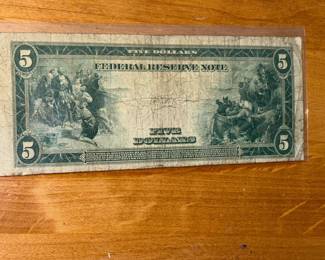 FIVE DOLLARS
5 FEDERAL RESERVE NOTE 5
5 FIVE 5
DOLLARS